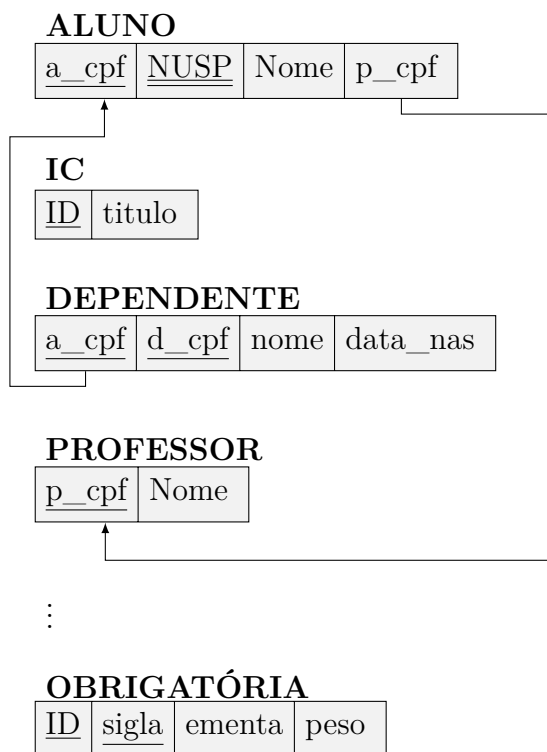 ALUNO
a_cpf NUSP Nome p_cpf
IC
ID titulo
DEPENDENTE
a_cpf d_cpf nome data_nas
PROFESSOR
p_cpf Nome
⋮
OBRIGATÓRIA
ID sigla ementa peso